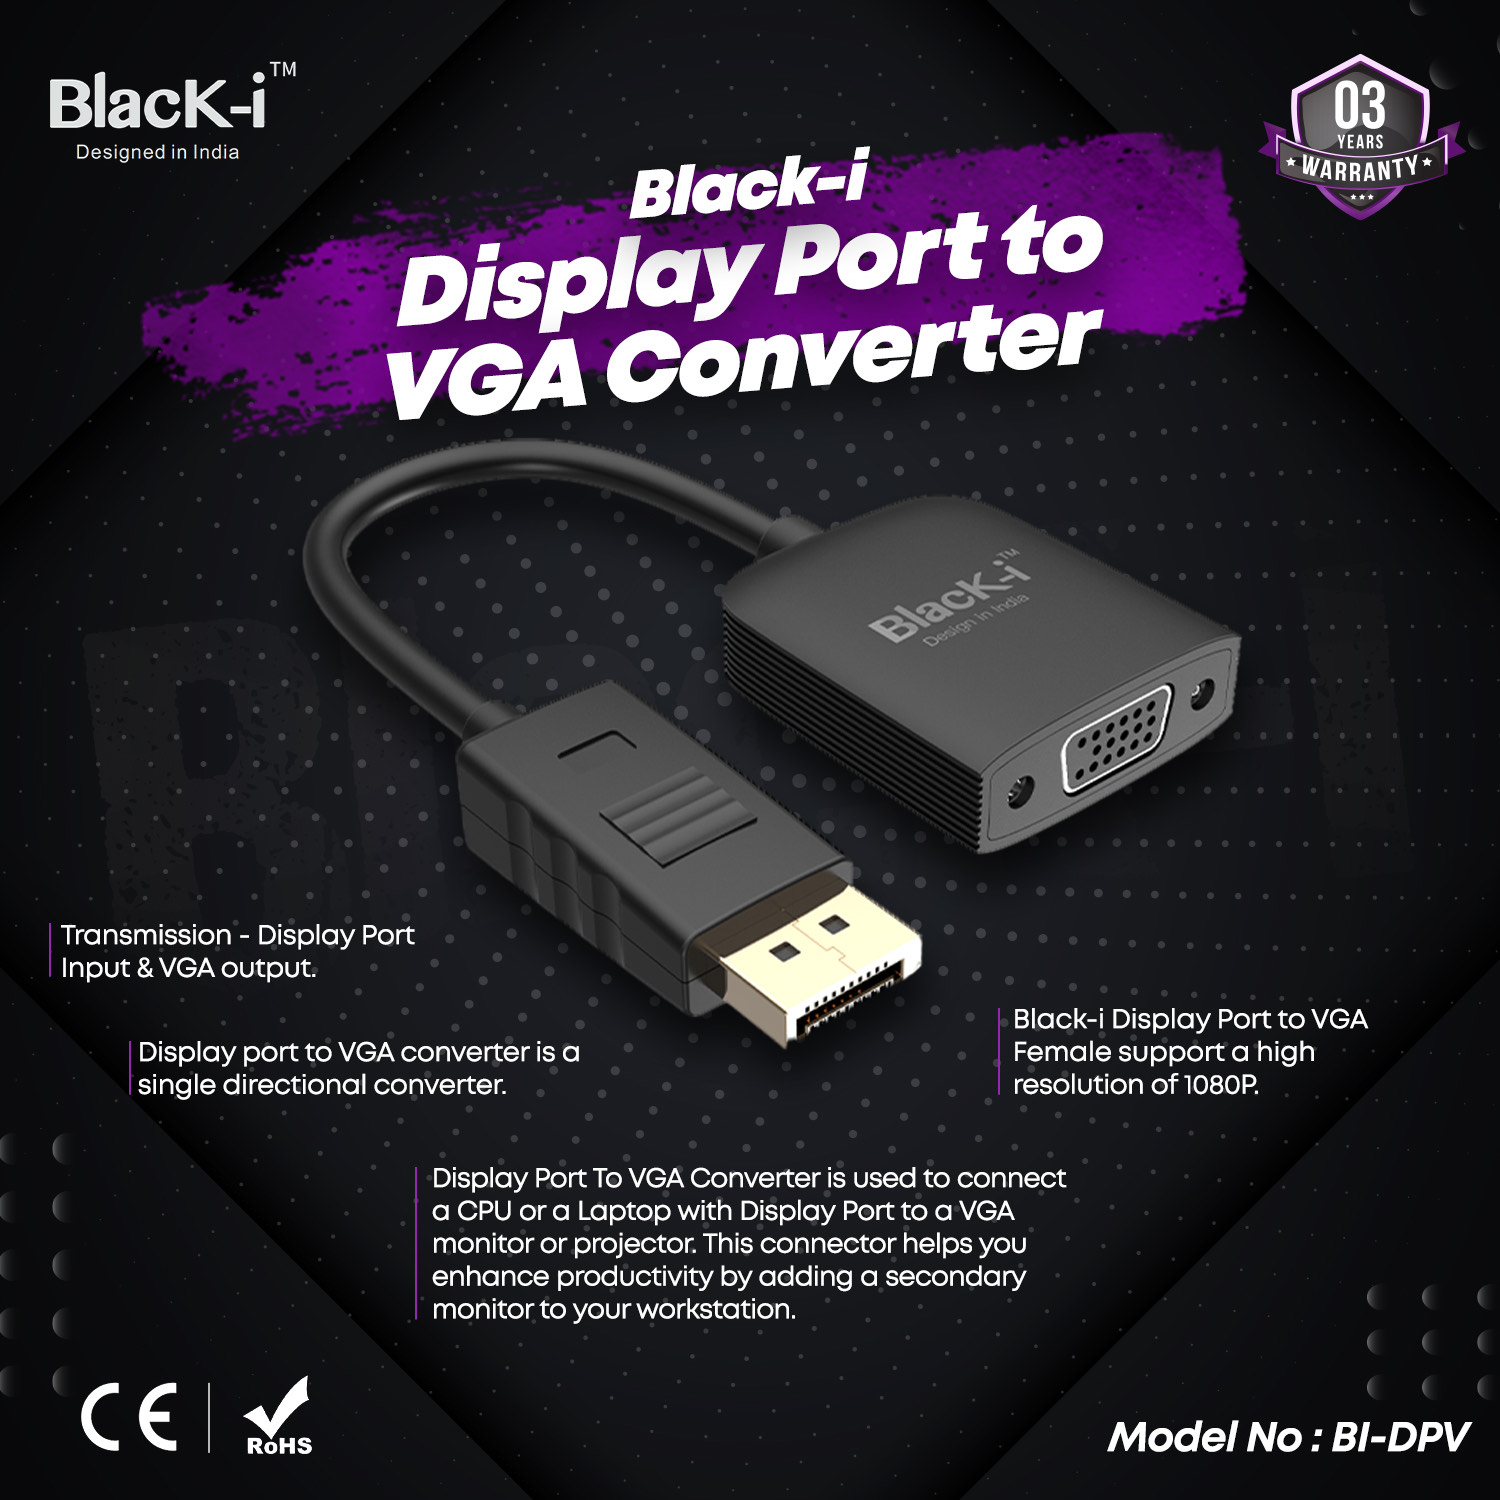 BlacK-i™
Designed in India
03
YEARS
WARRANTY
Black-i
Display Port to
VGA Converter
BlacK-i™
Design in India
Transmission - Display Port
Input & VGA output.
Display port to VGA converter is a
single directional converter.
Black-i Display Port to VGA
Female support a high
resolution of 1080P.
Display Port To VGA Converter is used to connect
a CPU or a Laptop with Display Port to a VGA
monitor or projector. This connector helps you
enhance productivity by adding a secondary
monitor to your workstation.
CE
RoHS
Model No : BI-DPV